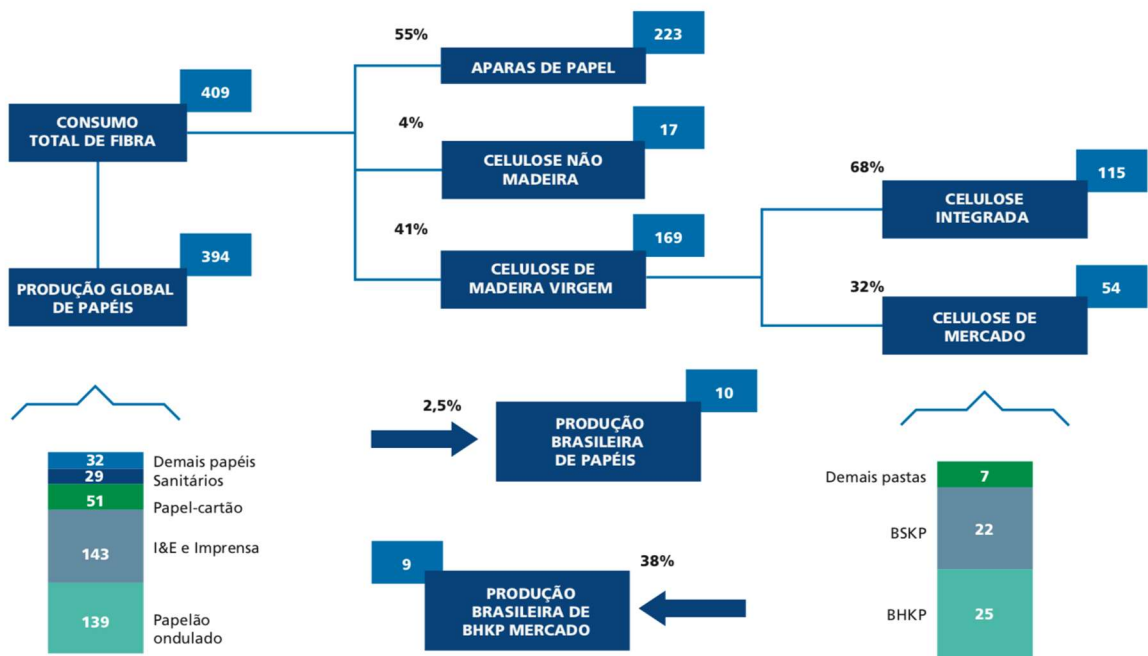 55%
223
APARAS DE PAPEL
409
CONSUMO
TOTAL DE FIBRA
4%
17
CELULOSE NÃO
MADEIRA
68%
115
CELULOSE
INTEGRADA
41%
169
CELULOSE DE
MADEIRA VIRGEM
394
PRODUÇÃO GLOBAL
DE PAPÉIS
32%
54
CELULOSE DE
MERCADO
2,5%
10
PRODUÇÃO
BRASILEIRA
DE PAPÉIS
32
Demais papéis
29
Sanitários
51
Papel-cartão
143
I&E e Imprensa
139
Papelão
ondulado
9
38%
PRODUÇÃO
BRASILEIRA DE
BHKP MERCADO
Demais pastas
7
BSKP
22
BHKP
25